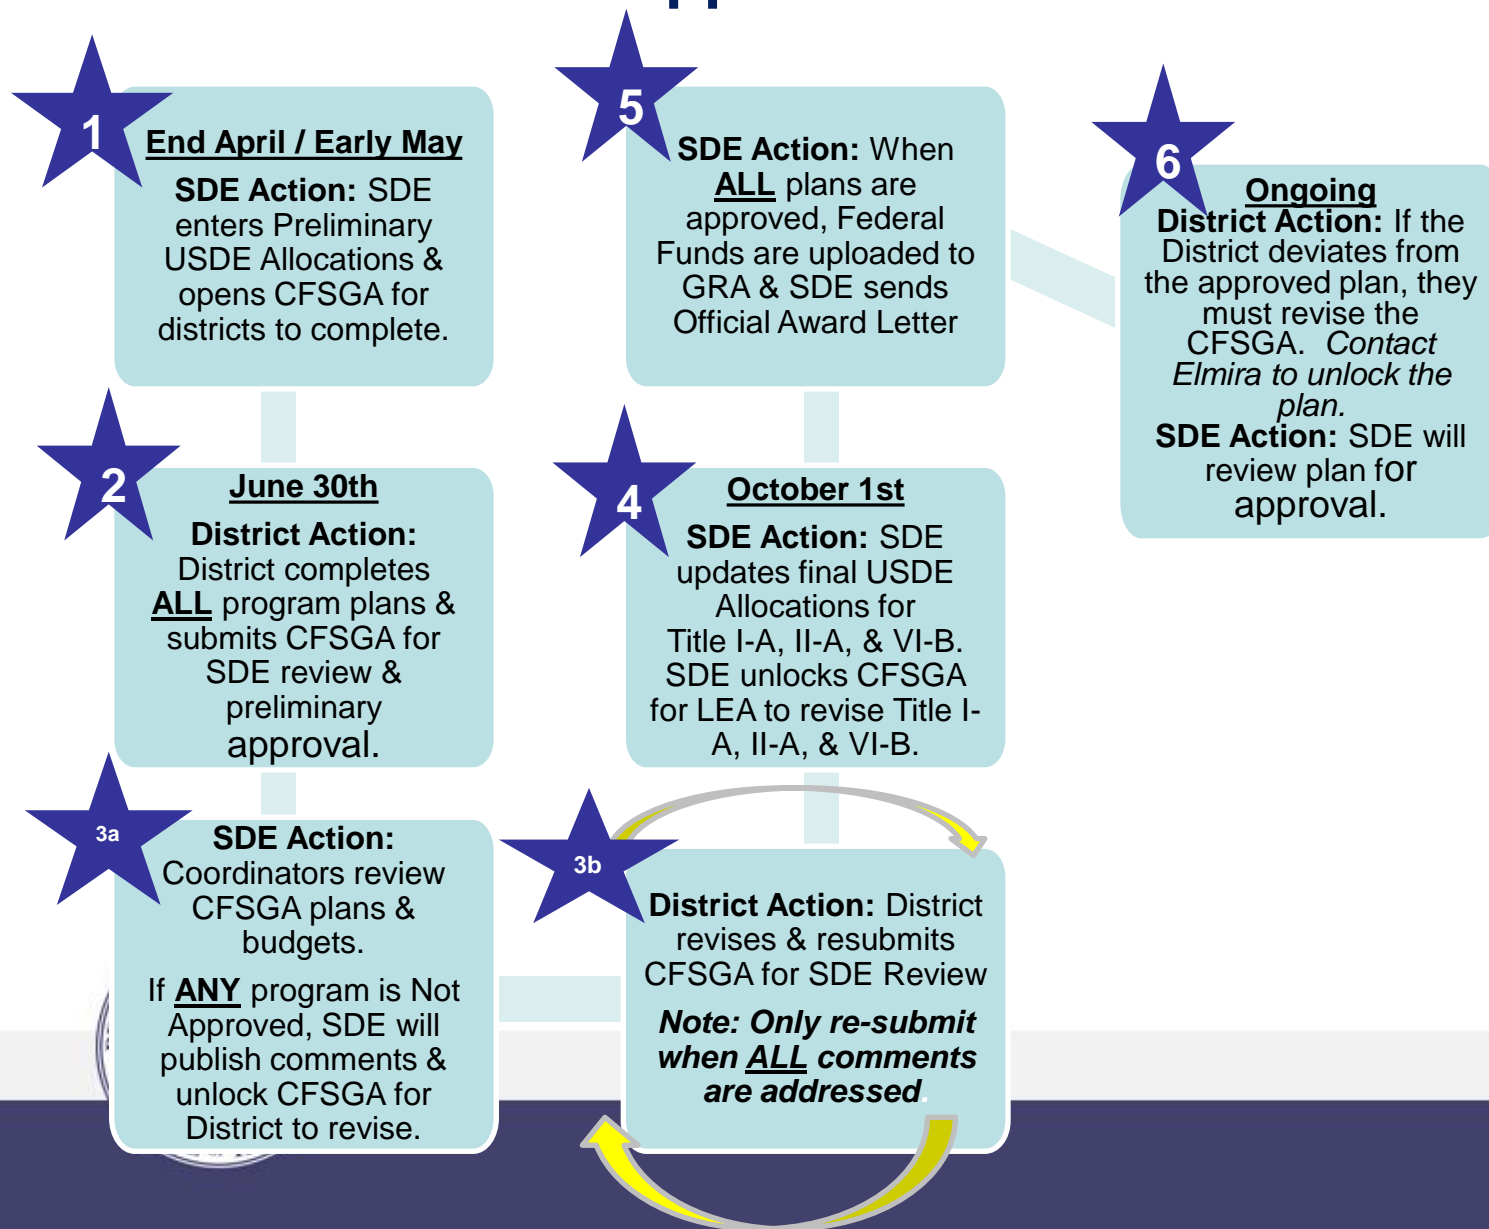 1
End April / Early May
SDE Action: SDE
enters Preliminary
USDE Allocations &
opens CFSGA for
districts to complete.
2
June 30th
District Action:
District completes
ALL program plans &
submits CFSGA for
SDE review &
preliminary
approval.
3a
SDE Action:
Coordinators review
CFSGA plans &
budgets.
If ANY program is Not
Approved, SDE will
publish comments &
unlock CFSGA for
District to revise.
3b
District Action: District
revises & resubmits
CFSGA for SDE Review
Note: Only re-submit
when ALL comments
are addressed.
4
October 1st
SDE Action: SDE
updates final USDE
Allocations for
Title I-A, II-A, & VI-B.
SDE unlocks CFSGA
for LEA to revise Title I-
A, II-A, & VI-B.
5
SDE Action: When
ALL plans are
approved, Federal
Funds are uploaded to
GRA & SDE sends
Official Award Letter
6
Ongoing
District Action: If the
District deviates from
the approved plan, they
must revise the
CFSGA. Contact
Elmira to unlock the
plan.
SDE Action: SDE will
review plan for
approval.